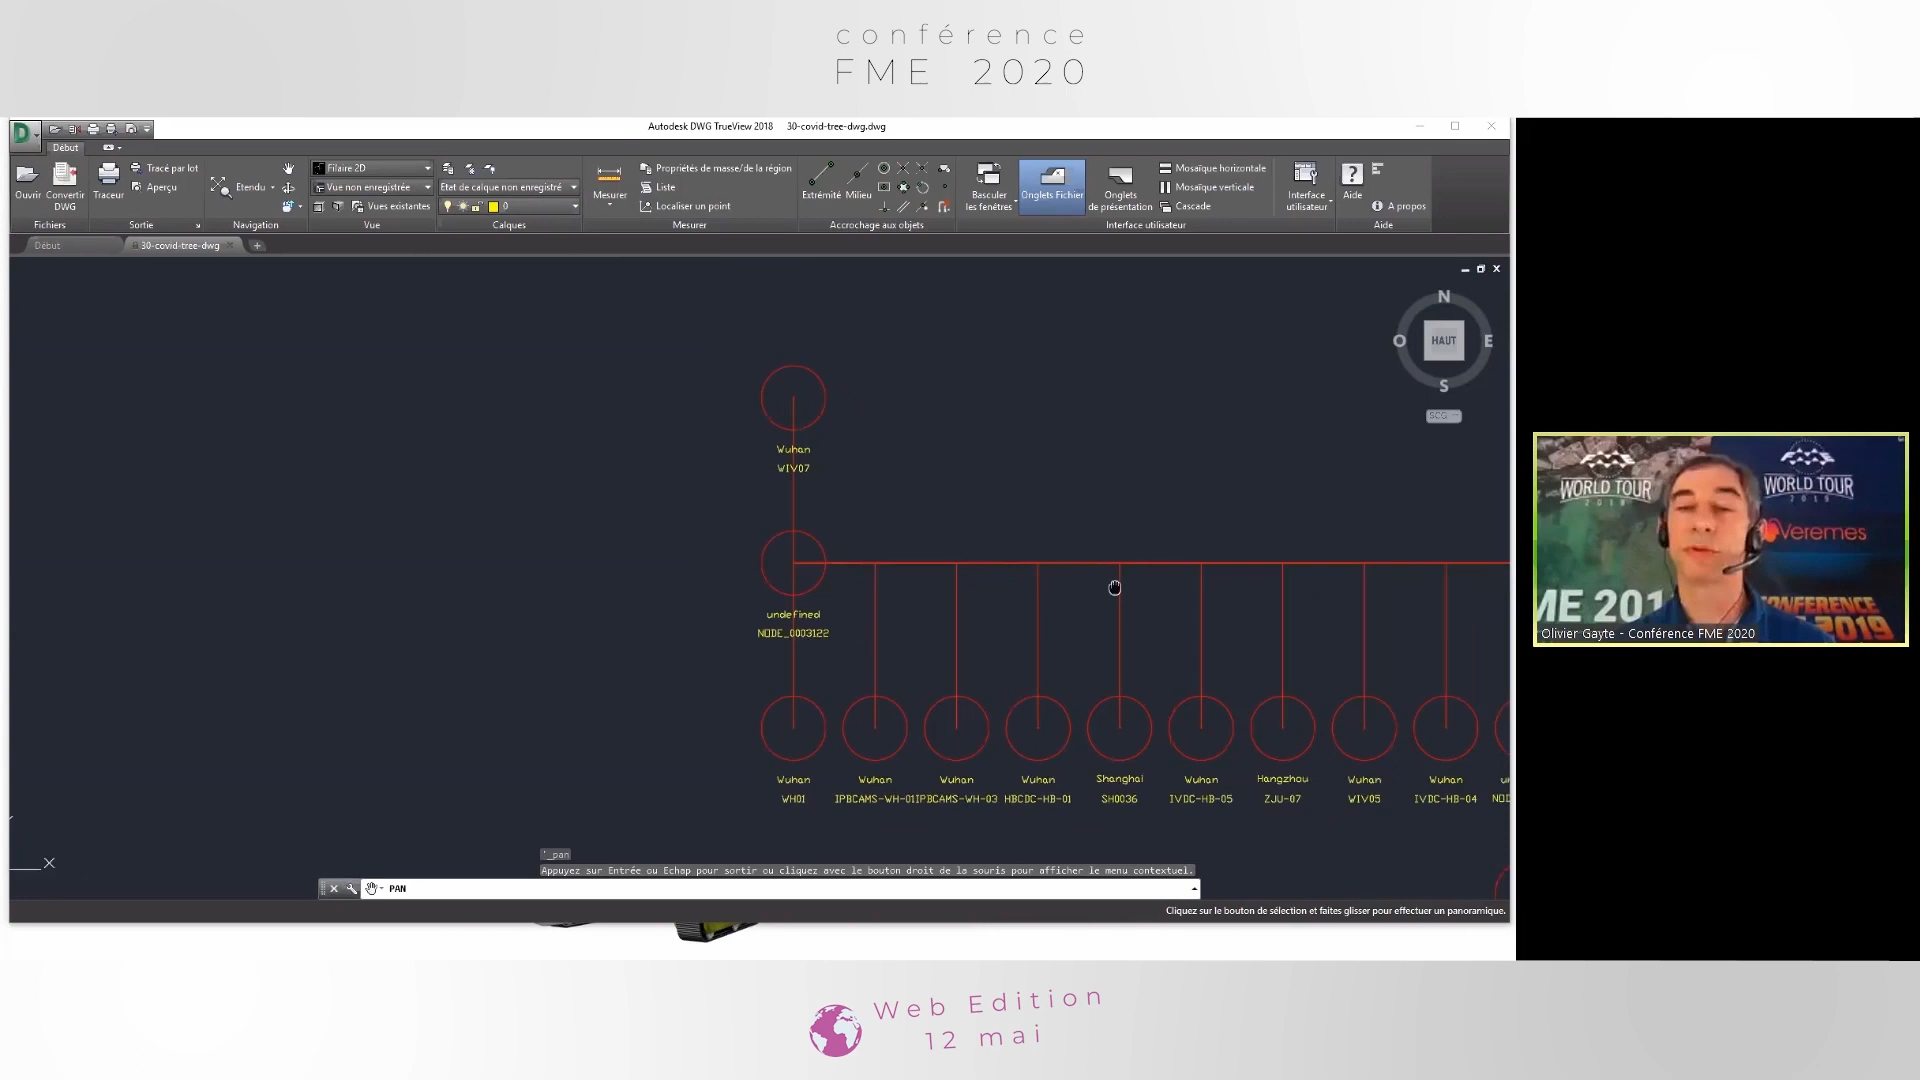 conférence
FME 2020
Autodesk DWG TrueView 2018 30-covid-tree-dwg.dwg
Début
Ouvrir
Convertir
DWG
Fichiers
Traceur
Tracé par lot
Aperçu
Sortie
Etendu
Navigation
Filaire 2D
Vue non enregistrée
Vues existantes
Vue
Etat de calque non enregistré
0
Calques
Mesurer
Propriétés de masse/de la région
Liste
Localiser un point
Mesurer
Extrémité
Milieu
Accrochage aux objets
Basculer
les fenêtres
Onglets Fichier
Onglets
de présentation
Mosaïque horizontale
Mosaïque verticale
Cascade
Interface
utilisateur
Interface utilisateur
Aide
A propos
Aide
Début
30-covid-tree-dwg
N
O
HAUT
E
S
SCG
Wuhan
WIV07
undefined
NODE_0003122
Wuhan Wuhan Wuhan Wuhan Shanghai Wuhan Hangzhou Wuhan Wuhan
WH01 IPBCAMS-WH-01 IPBCAMS-WH-03 HBCDC-HB-01 SH0036 IVDC-HB-05 ZJU-07 WIV05 IVDC-HB-04
X
'_pan
Appuyez sur Entrée ou Echap pour sortir ou cliquez avec le bouton droit de la souris pour afficher le menu contextuel.
PAN
Cliquez sur le bouton de sélection et faites glisser pour effectuer un panoramique.
WORLD TOUR
2019
WORLD TOUR
2019
Veremes
ME 201
CONFERENCE
2019
Olivier Gayte - Conférence FME 2020
Web Edition
12 mai